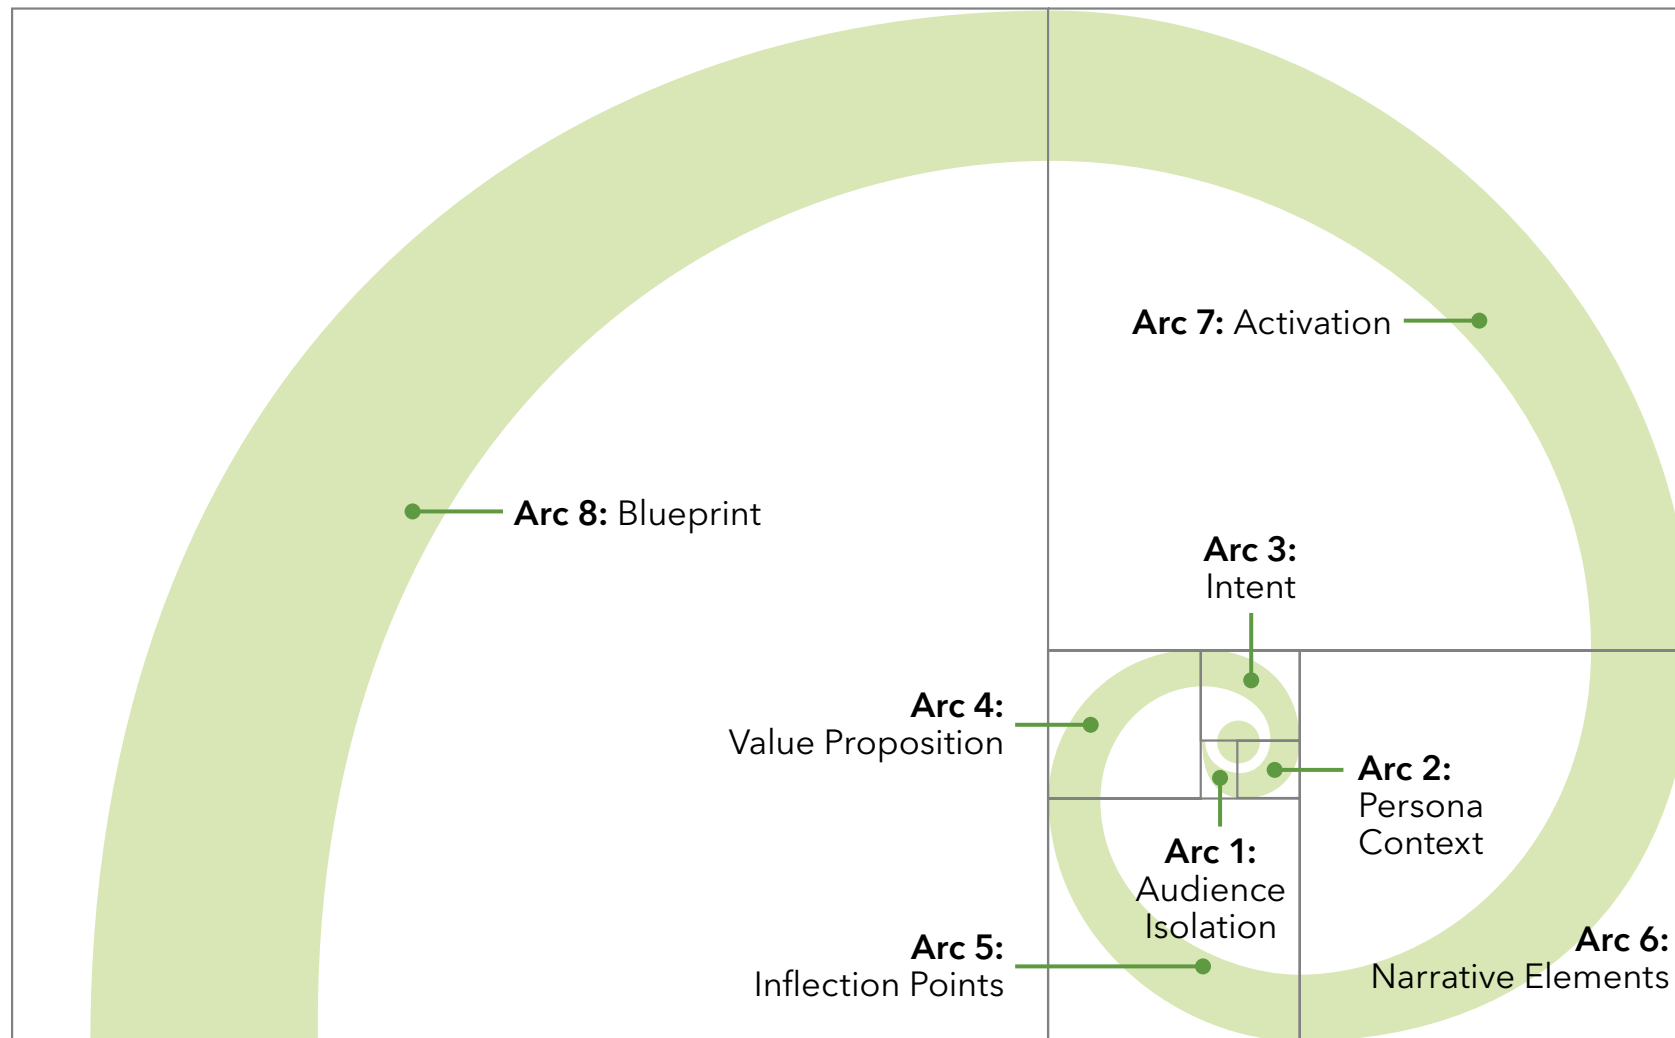 Arc 7: Activation
Arc 8: Blueprint
Arc 3:
Intent
Arc 4:
Value Proposition
Arc 2:
Persona
Context
Arc 1:
Audience
Isolation
Arc 5:
Inflection Points
Arc 6:
Narrative Elements